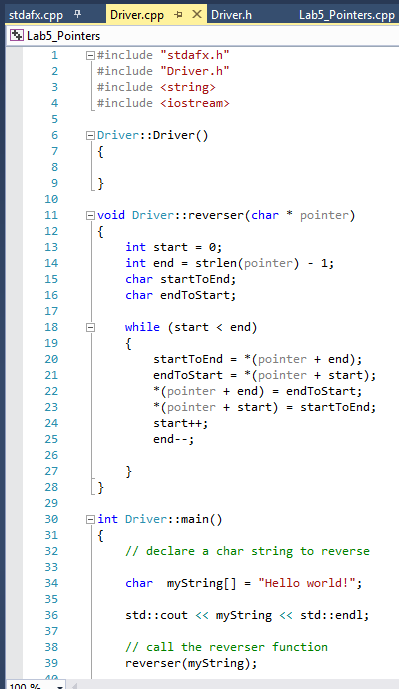 stdafx.cpp Driver.cpp Driver.h Lab5_Pointers.cpp
Lab5_Pointers
1 #include "stdafx.h"
2 #include "Driver.h"
3 #include <string>
4 #include <iostream>
5
6 Driver::Driver()
7 {
8
9 }
10
11 void Driver::reverser(char * pointer)
12 {
13     int start = 0;
14     int end = strlen(pointer) - 1;
15     char startToEnd;
16     char endToStart;
17
18     while (start < end)
19     {
20         startToEnd = *(pointer + end);
21         endToStart = *(pointer + start);
22         *(pointer + end) = endToStart;
23         *(pointer + start) = startToEnd;
24         start++;
25         end--;
26
27     }
28 }
29
30 int Driver::main()
31 {
32     // declare a char string to reverse
33
34     char  myString[] = "Hello world!";
35
36     std::cout << myString << std::endl;
37
38     // call the reverser function
39     reverser(myString);
100 %